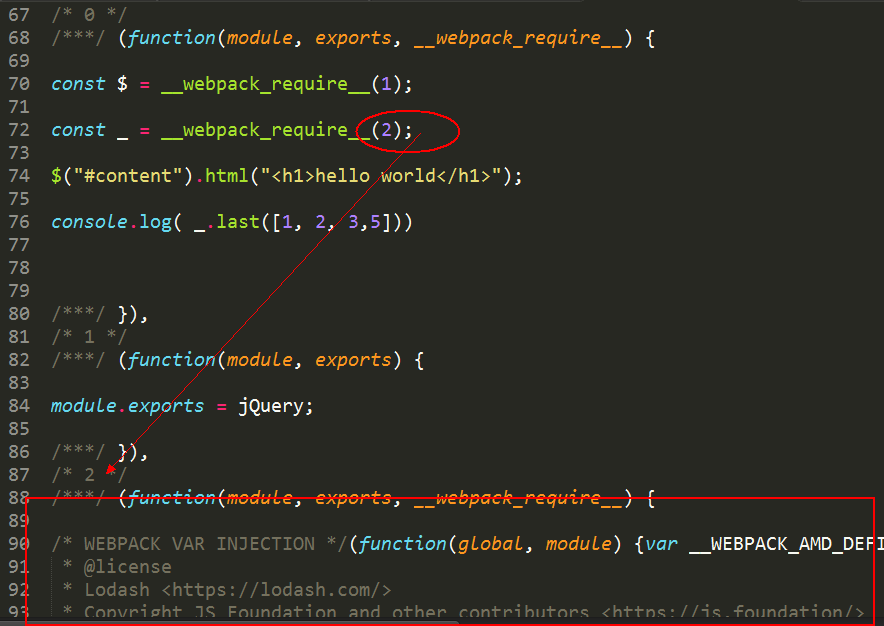 67 /* 0 */
68 /***/ (function(module, exports, __webpack_require__) {
69
70 const $ = __webpack_require__(1);
71
72 const _ = __webpack_require__(2);
73
74 $("#content").html("<h1>hello world</h1>");
75
76 console.log( _.last([1, 2, 3,5]))
77
78
79
80 /***/ }),
81 /* 1 */
82 /***/ (function(module, exports) {
83
84 module.exports = jQuery;
85
86 /***/ }),
87 /* 2 */
88 /***/ (function(module, exports, __webpack_require__) {
89
90 /* WEBPACK VAR INJECTION */(function(global, module) {var __WEBPACK_AMD_DEFI
91 * @license
92 * Lodash <https://lodash.com/>
93 * Copyright JS Foundation and other contributors <https://js.foundation/>